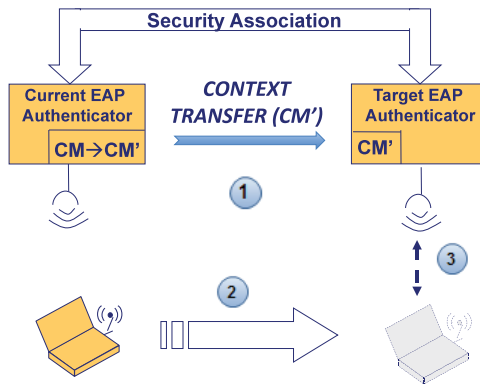 Security Association
Current EAP
Authenticator
CM→CM’
CONTEXT
TRANSFER (CM’)
Target EAP
Authenticator
CM’
1
2
3